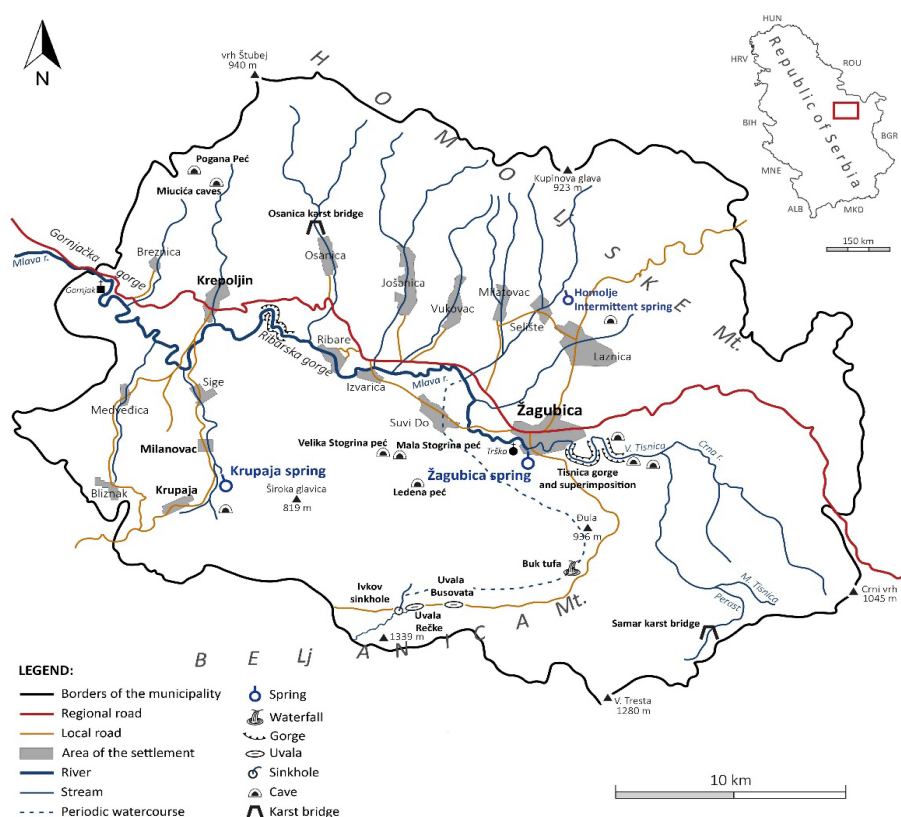 N
vrh Štubej
940 m
H O M O LJ S K E Mt.
HUN
HRV
ROU
Republic of Serbia
BIH
BGR
MNE
ALB
MKD
150 km
Kupinova glava
923 m
Pogana Peć
Miucića caves
Osanica karst bridge
Gornjačka gorge
Mlava r.
Breznica
Osanica
Gornjak
Krepoljin
Jošanica
Vukovac
Milatovac
Selište
Homolje
Intermittent spring
Laznica
Ribarska gorge
Ribare
Izvarica
Mlava r.
Medveđica
Sige
Suvi Do
Žagubica
Milanovac
Velika Stogrina peć
Mala Stogrina peć
Trška
V. Tisnica
Crna r.
Krupaja spring
Žagubica spring
Tisnica gorge
and superimposition
Bliznak
Krupaja
Široka glavica
819 m
Ledena peć
Dula
936 m
Buk tufa
Ivkov
sinkhole
Uvala
Busovata
Uvala
Rečke
M. Tisnica
Perast
Crni vrh
1045 m
Samar karst bridge
1339 m
B E Lj A N I C A Mt.
V. Tresta
1280 m
LEGEND:
Borders of the municipality
Regional road
Local road
Area of the settlement
River
Stream
Periodic watercourse
Spring
Waterfall
Gorge
Uvala
Sinkhole
Cave
Karst bridge
10 km